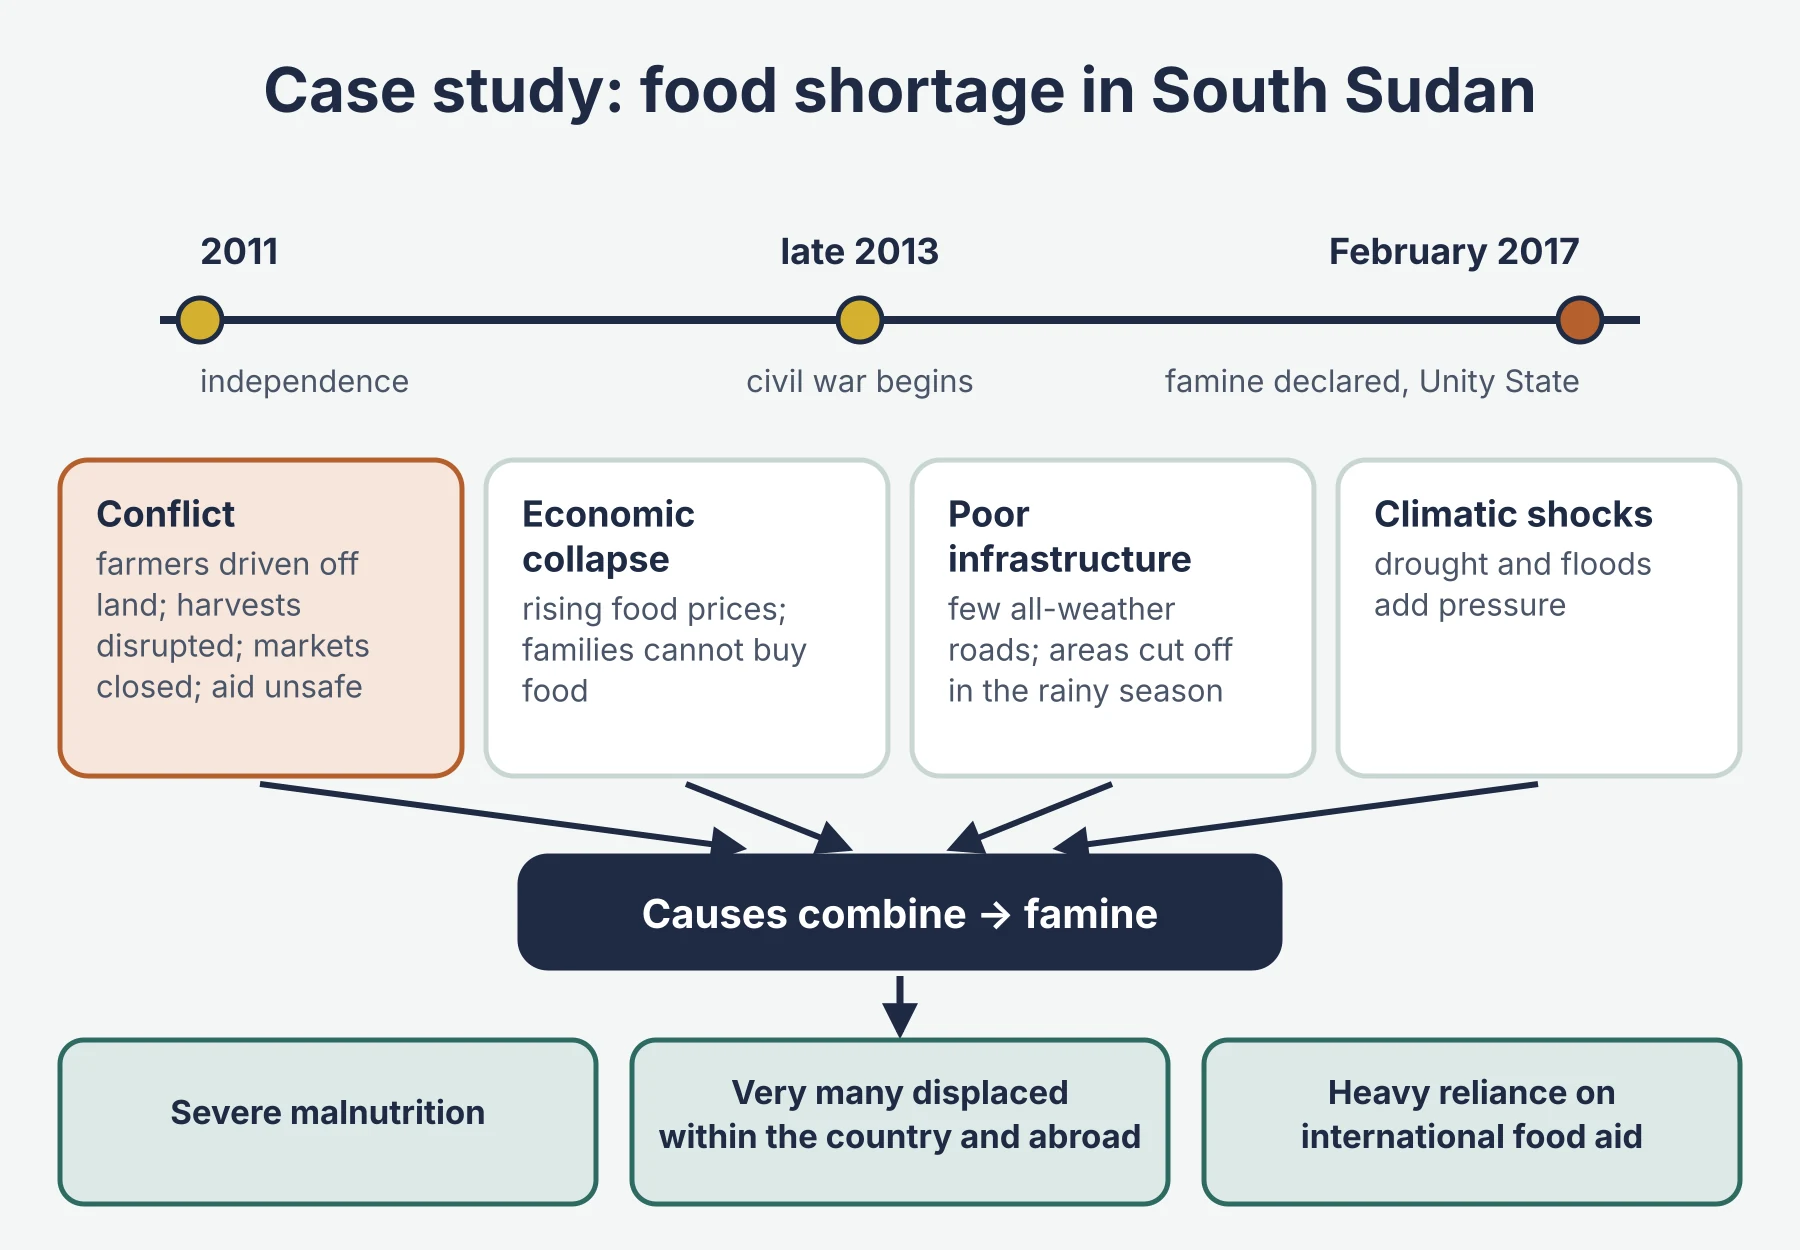 Case study: food shortage in South Sudan
2011
late 2013
February 2017
independence
civil war begins
famine declared, Unity State
Conflict
farmers driven off
land; harvests
disrupted; markets
closed; aid unsafe
Economic
collapse
rising food prices;
families cannot buy
food
Poor
infrastructure
few all-weather
roads; areas cut off
in the rainy season
Climatic shocks
drought and floods
add pressure
Causes combine → famine
Severe malnutrition
Very many displaced
within the country and abroad
Heavy reliance on
international food aid